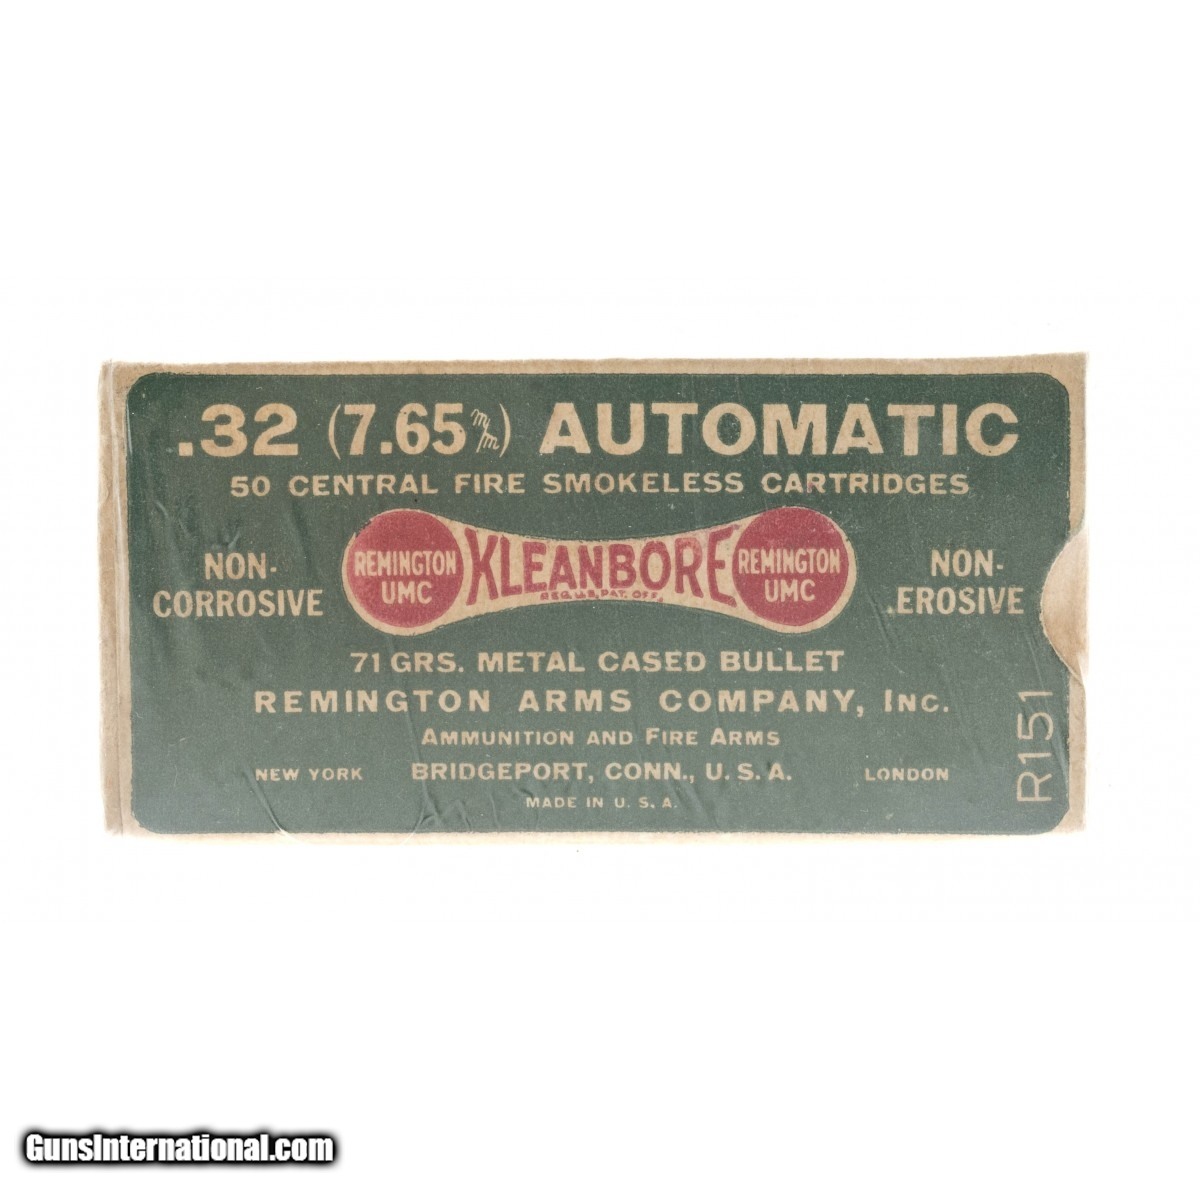 .32 (7.65 m/m) AUTOMATIC
50 CENTRAL FIRE SMOKELESS CARTRIDGES
NON-
CORROSIVE
REMINGTON
UMC
KLEANBORE
REG. U.S. PAT. OFF.
REMINGTON
UMC
NON-
EROSIVE
71 GRS. METAL CASED BULLET
REMINGTON ARMS COMPANY, INC.
AMMUNITION AND FIRE ARMS
NEW YORK BRIDGEPORT, CONN., U. S. A. LONDON
MADE IN U. S. A.
R151
GunsInternational.com